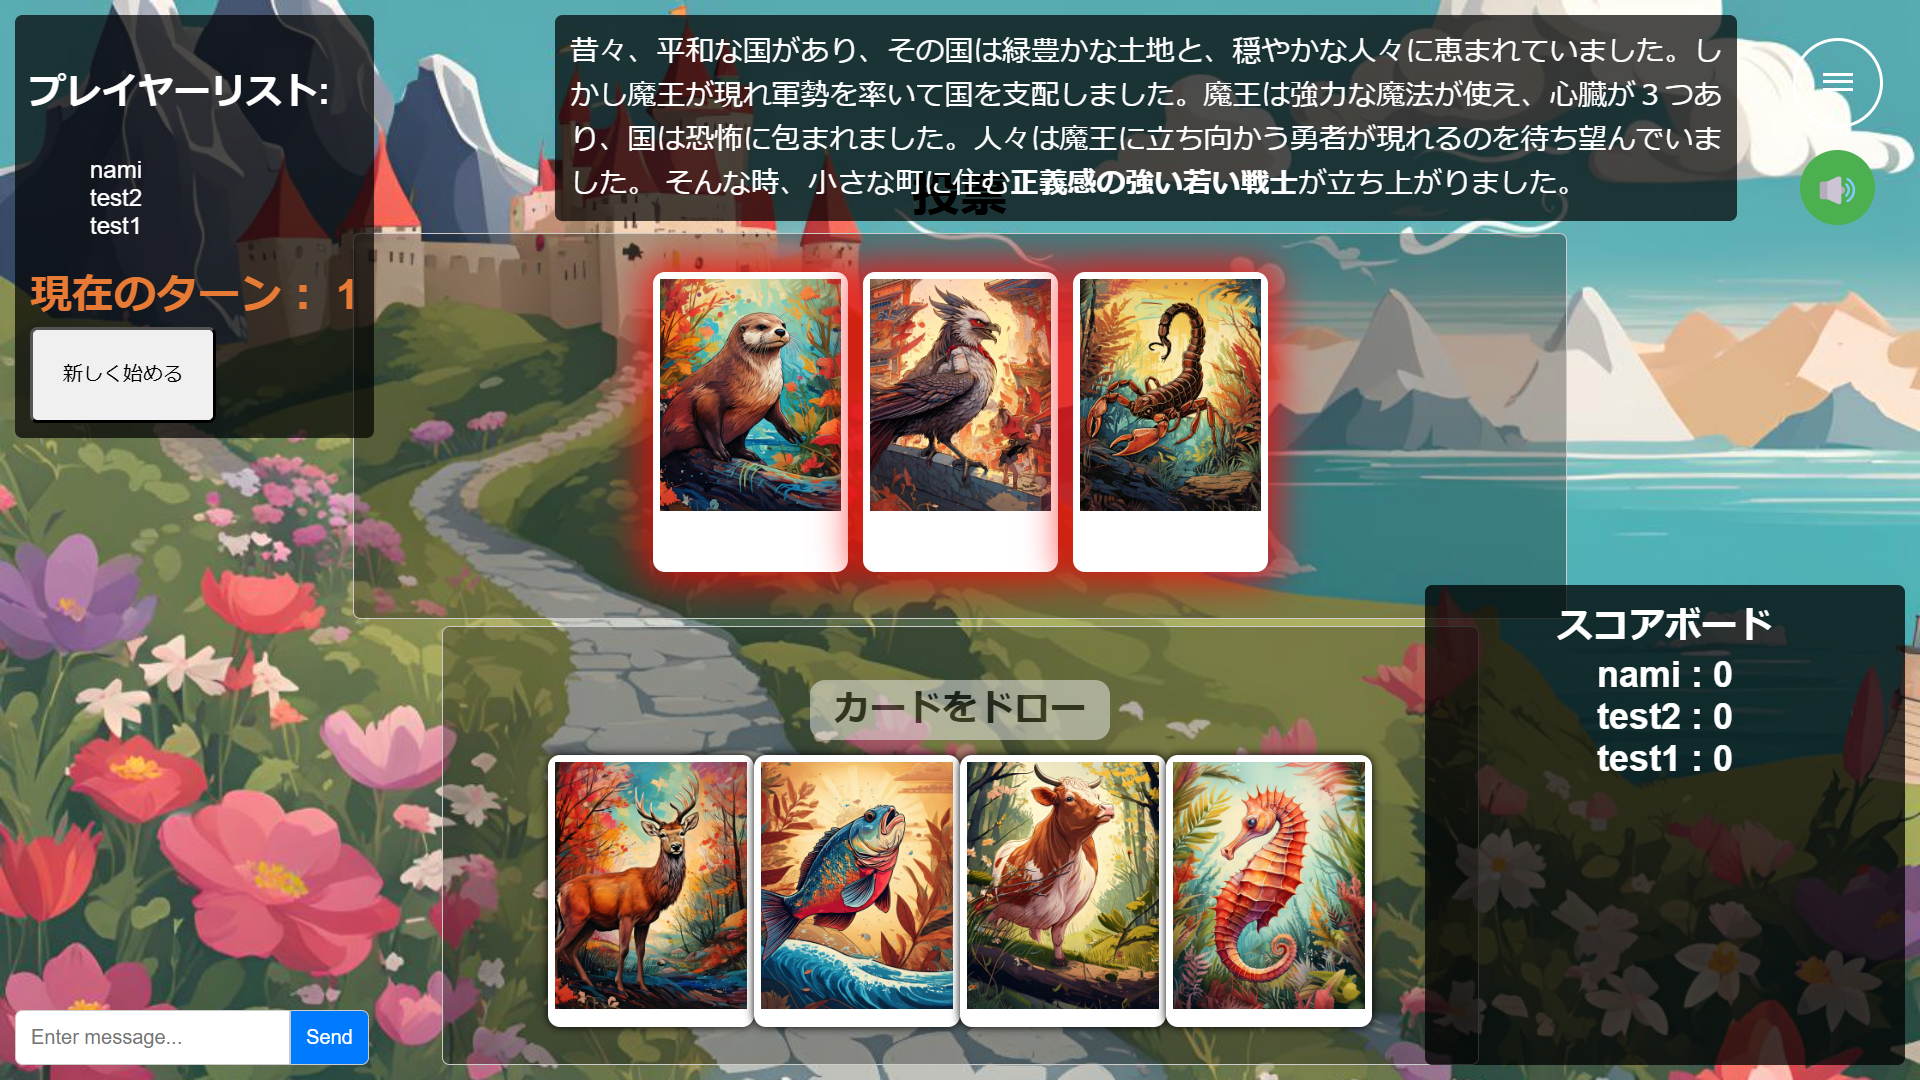 プレイヤーリスト:
nami
test2
test1
現在のターン： 1
新しく始める
昔々、平和な国があり、その国は緑豊かな土地と、穏やかな人々に恵まれていました。し
かし魔王が現れ軍勢を率いて国を支配しました。魔王は強力な魔法が使え、心臓が３つあ
り、国は恐怖に包まれました。人々は魔王に立ち向かう勇者が現れるのを待ち望んでいま
した。 そんな時、小さな町に住む正義感の強い若い戦士が立ち上がりました。
投票
カードをドロー
スコアボード
nami : 0
test2 : 0
test1 : 0
Enter message...
Send